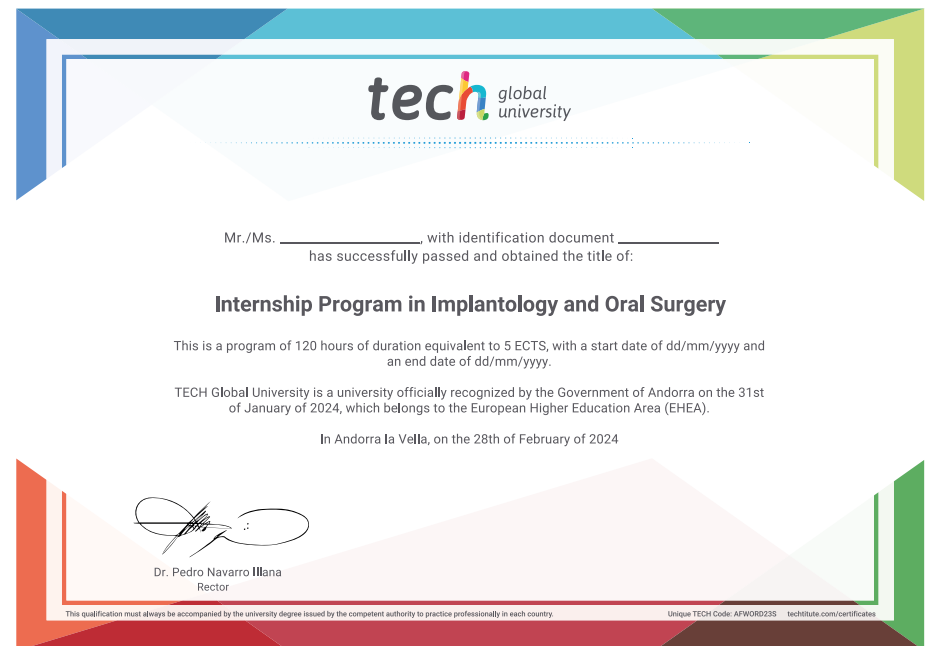 tech global university
Mr./Ms. ____________________, with identification document ______________
has successfully passed and obtained the title of:
Internship Program in Implantology and Oral Surgery
This is a program of 120 hours of duration equivalent to 5 ECTS, with a start date of dd/mm/yyyy and
an end date of dd/mm/yyyy.
TECH Global University is a university officially recognized by the Government of Andorra on the 31st
of January of 2024, which belongs to the European Higher Education Area (EHEA).
In Andorra la Vella, on the 28th of February of 2024
Dr. Pedro Navarro Illana
Rector
This qualification must always be accompanied by the university degree issued by the competent authority to practice professionally in each country.
Unique TECH Code: AFWORD23S techtitute.com/certificates